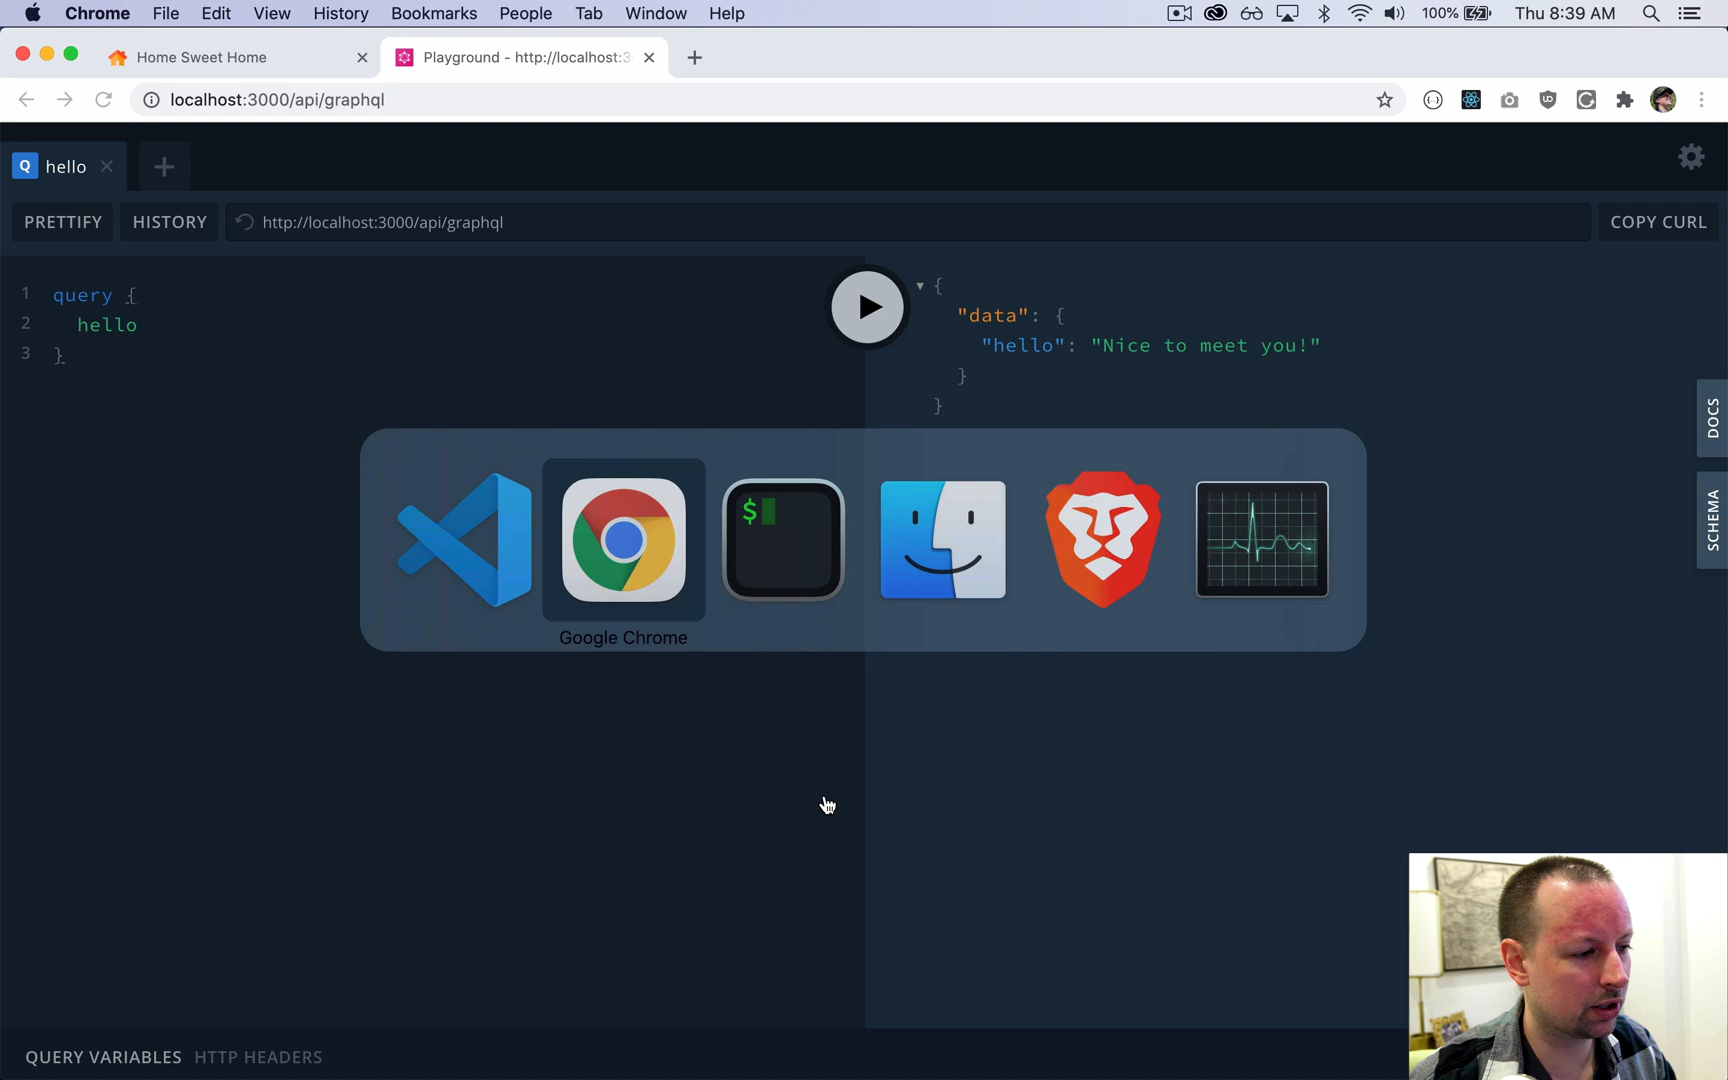 Chrome File Edit View History Bookmarks People Tab Window Help 100% Thu 8:39 AM
Home Sweet Home
Playground - http://localhost:3
localhost:3000/api/graphql
Q hello
PRETTIFY HISTORY http://localhost:3000/api/graphql COPY CURL
1 query {
2 hello
3 }
{
"data": {
"hello": "Nice to meet you!"
}
}
DOCS
SCHEMA
$
Google Chrome
QUERY VARIABLES HTTP HEADERS